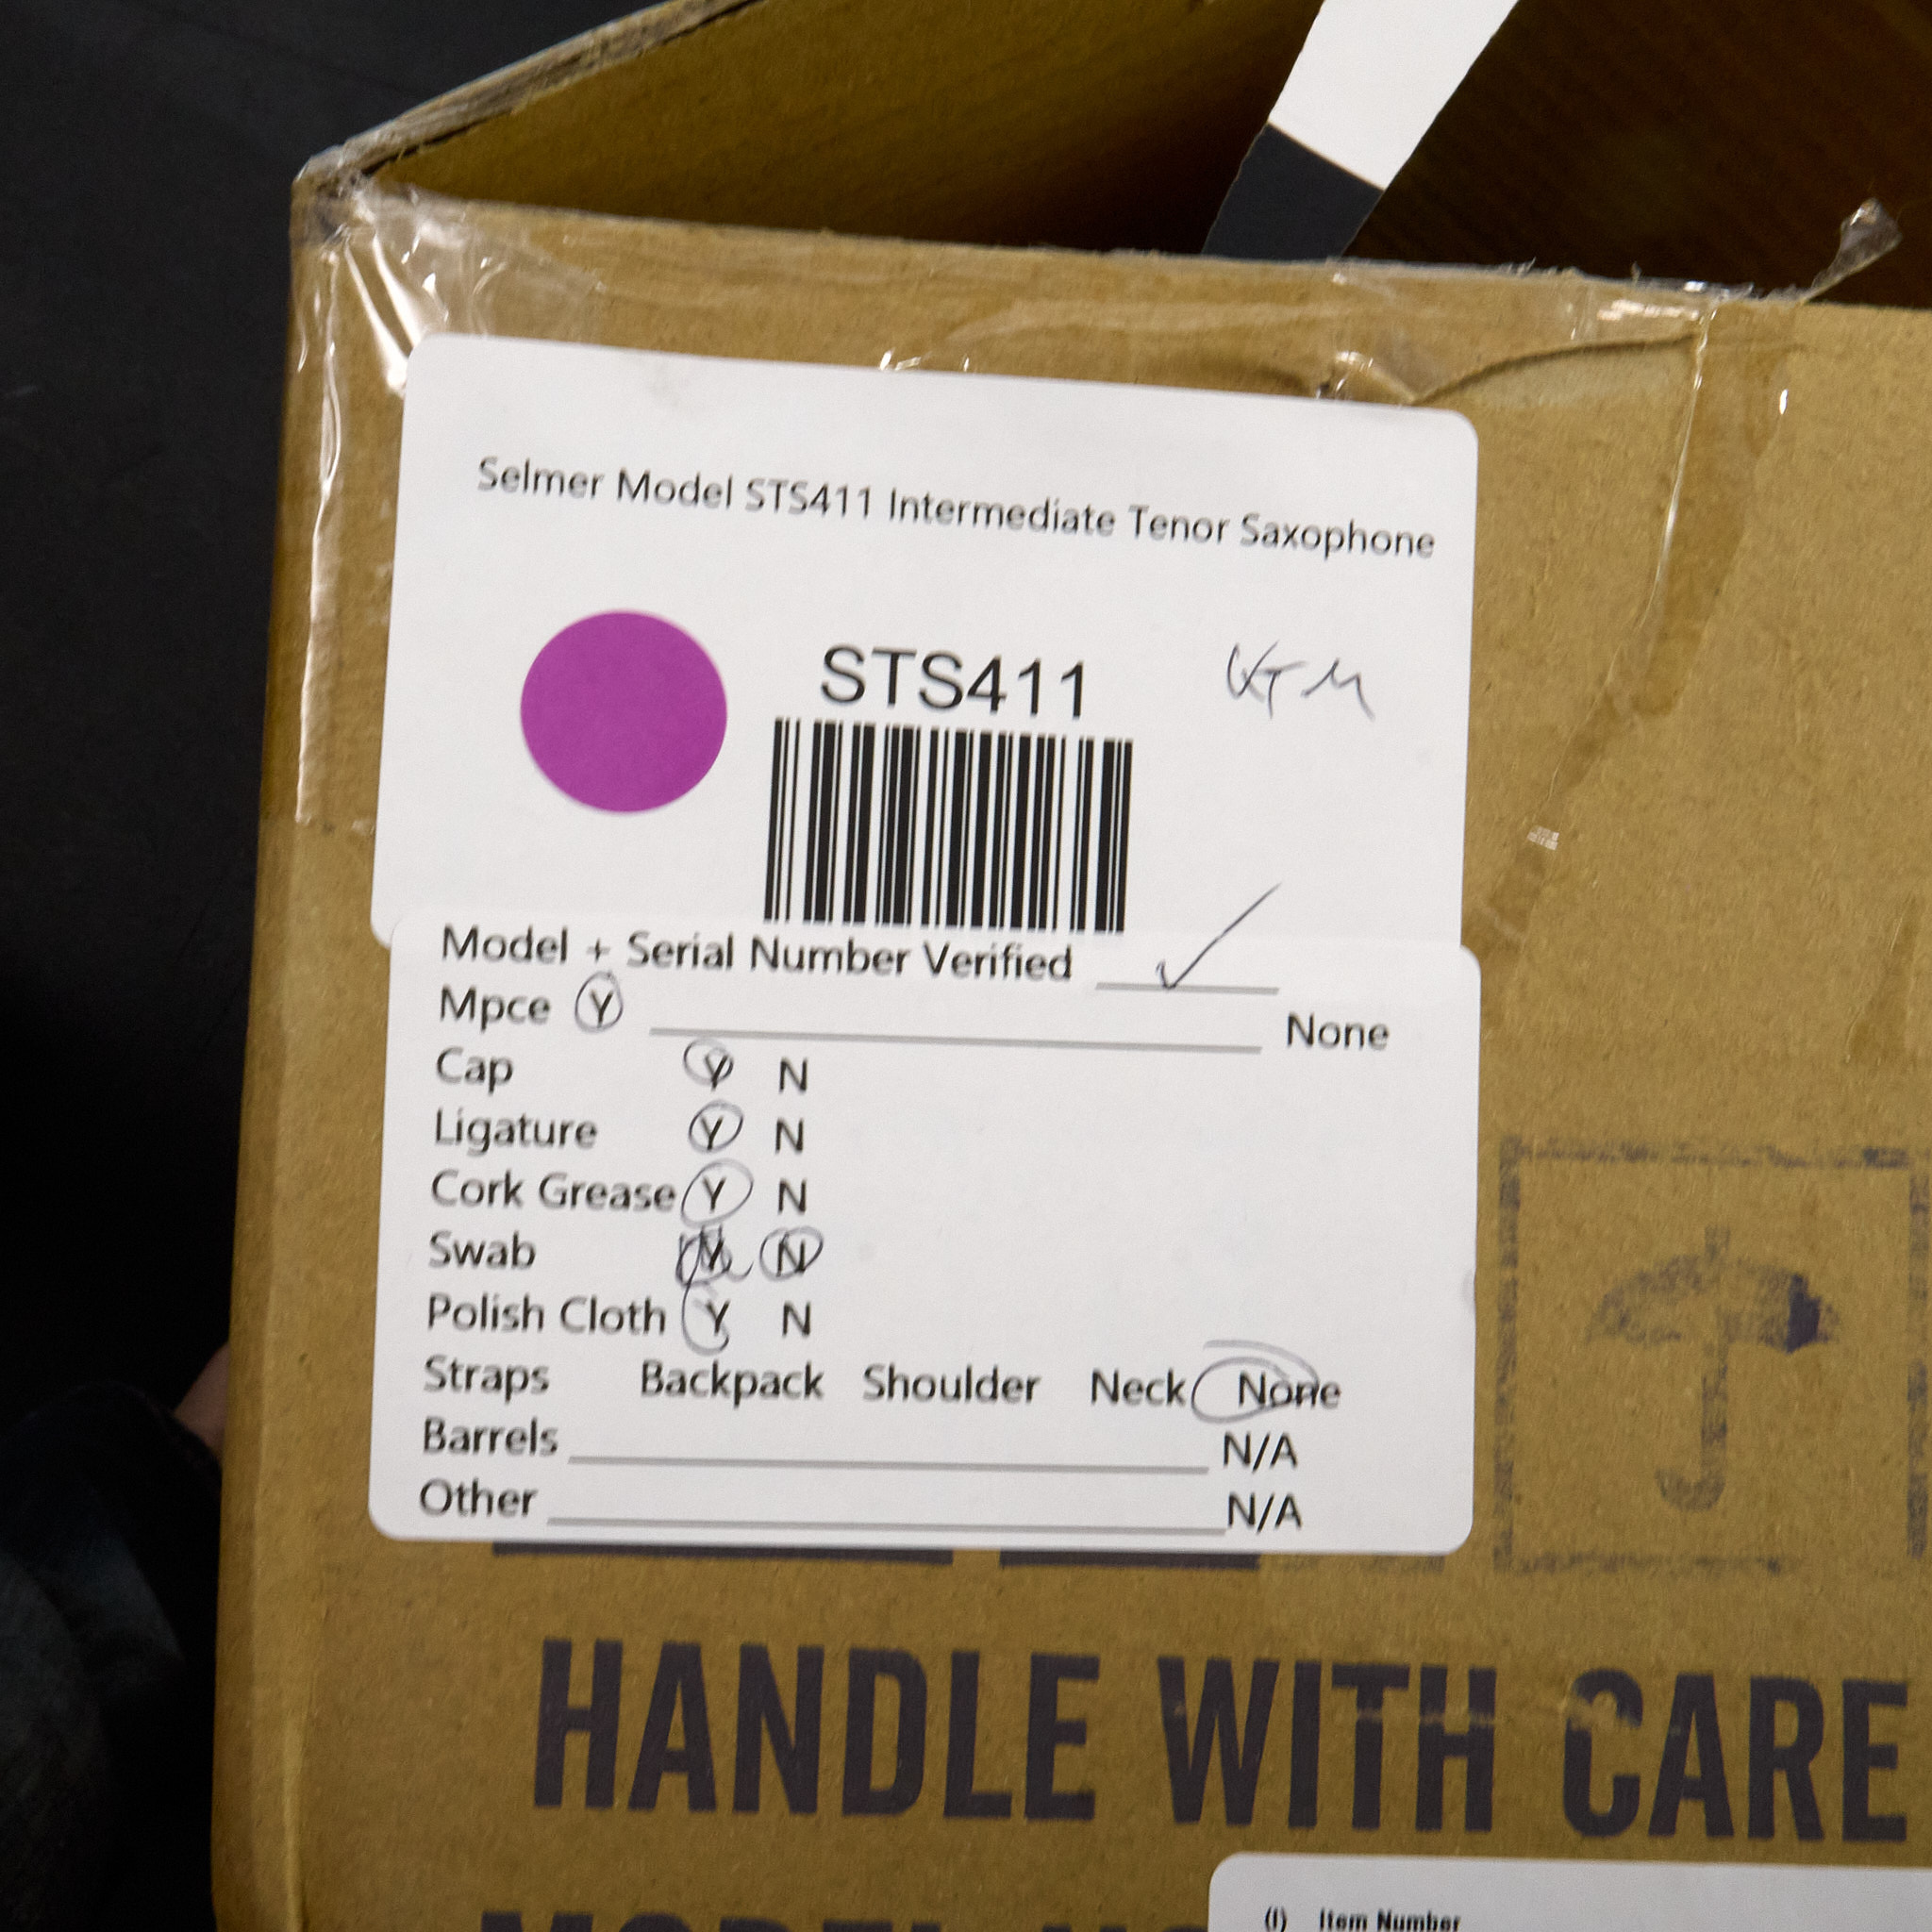 Selmer Model STS411 Intermediate Tenor Saxophone
STS411
Model + Serial Number Verified
Mpce Y None
Cap Y N
Ligature Y N
Cork Grease Y N
Swab Y N
Polish Cloth Y N
Straps Backpack Shoulder Neck None
Barrels N/A
Other N/A
HANDLE WITH CARE
(I) Item Number